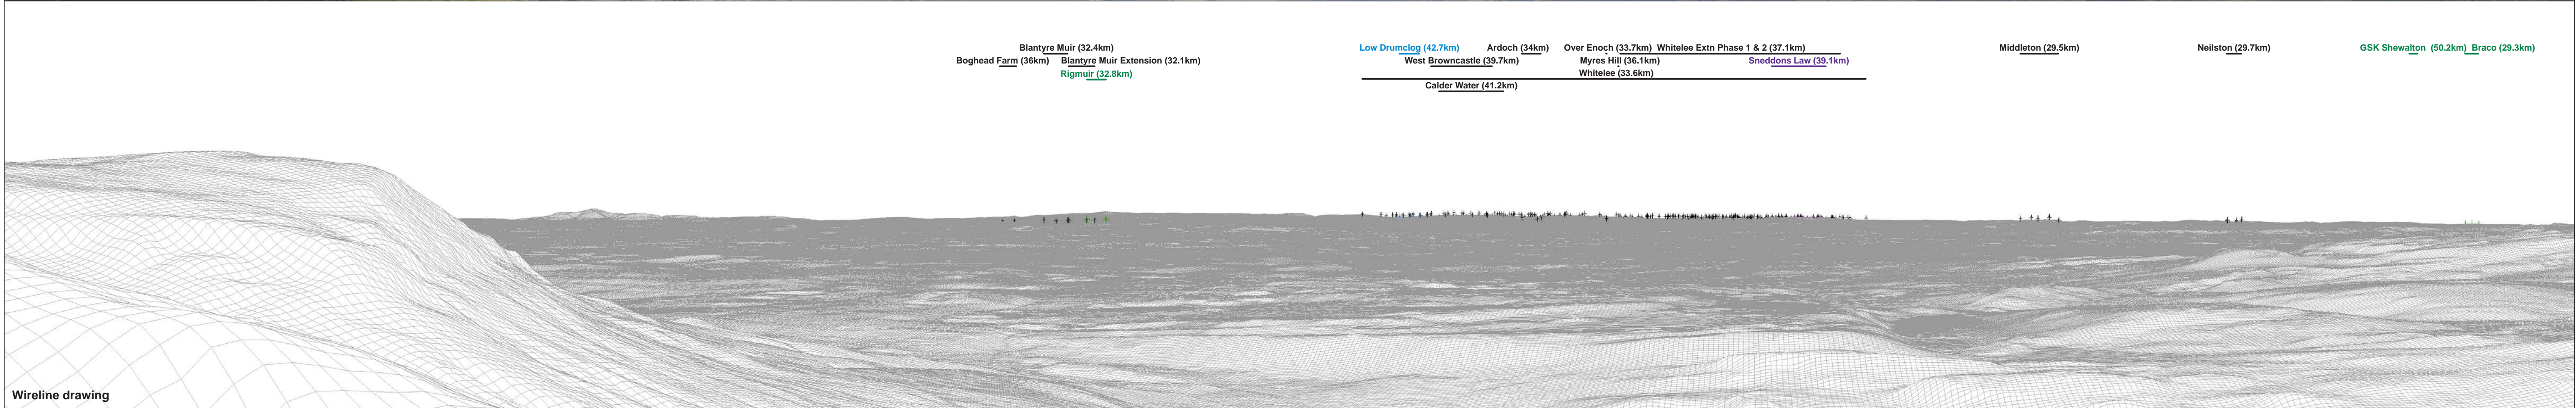 Blantyre Muir (32.4km)
Boghead Farm (36km)
Blantyre Muir Extension (32.1km)
Rigmuir (32.8km)
Low Drumclog (42.7km)
Ardoch (34km)
Over Enoch (33.7km)
Whitelee Extn Phase 1 & 2 (37.1km)
West Browncastle (39.7km)
Myres Hill (36.1km)
Sneddons Law (39.1km)
Whitelee (33.6km)
Calder Water (41.2km)
Middleton (29.5km)
Neilston (29.7km)
GSK Shewalton (50.2km)
Braco (29.3km)
Wireline drawing